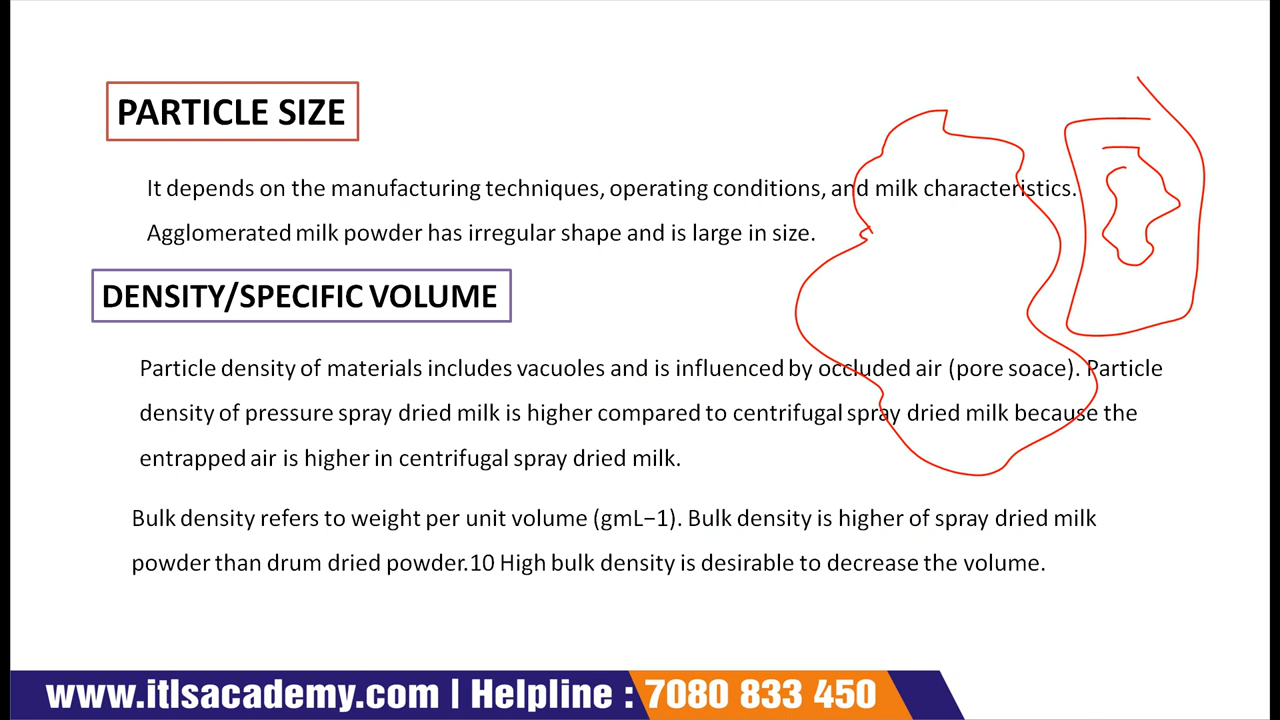 PARTICLE SIZE
It depends on the manufacturing techniques, operating conditions, and milk characteristics.
Agglomerated milk powder has irregular shape and is large in size.
DENSITY/SPECIFIC VOLUME
Particle density of materials includes vacuoles and is influenced by occluded air (pore soace). Particle
density of pressure spray dried milk is higher compared to centrifugal spray dried milk because the
entrapped air is higher in centrifugal spray dried milk.
Bulk density refers to weight per unit volume (gmL−1). Bulk density is higher of spray dried milk
powder than drum dried powder.10 High bulk density is desirable to decrease the volume.
www.itlsacademy.com | Helpline : 7080 833 450